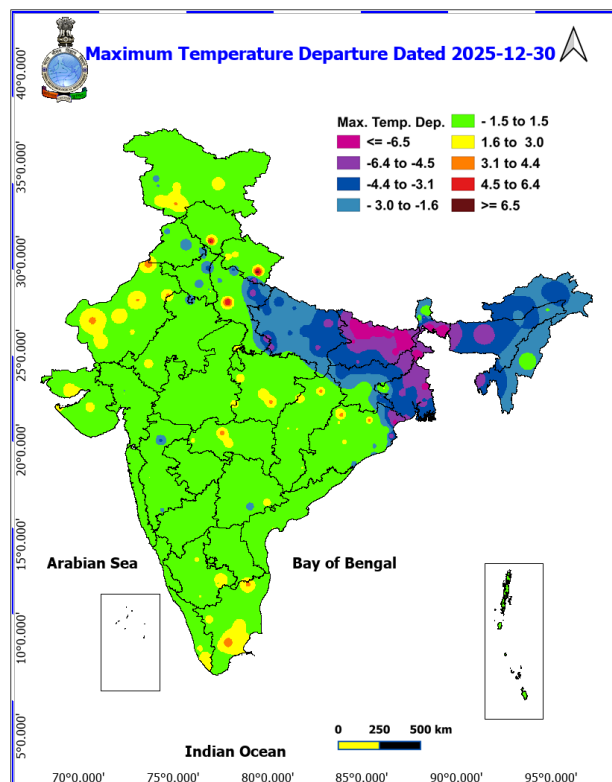 Maximum Temperature Departure Dated 2025-12-30
Max. Temp. Dep.
<= -6.5
-6.4 to -4.5
-4.4 to -3.1
- 3.0 to -1.6
- 1.5 to 1.5
1.6 to 3.0
3.1 to 4.4
4.5 to 6.4
>= 6.5
40°0.000'
35°0.000'
30°0.000'
25°0.000'
20°0.000'
15°0.000'
10°0.000'
5°0.000'
Arabian Sea
Bay of Bengal
0 250 500 km
Indian Ocean
70°0.000' 75°0.000' 80°0.000' 85°0.000' 90°0.000' 95°0.000'